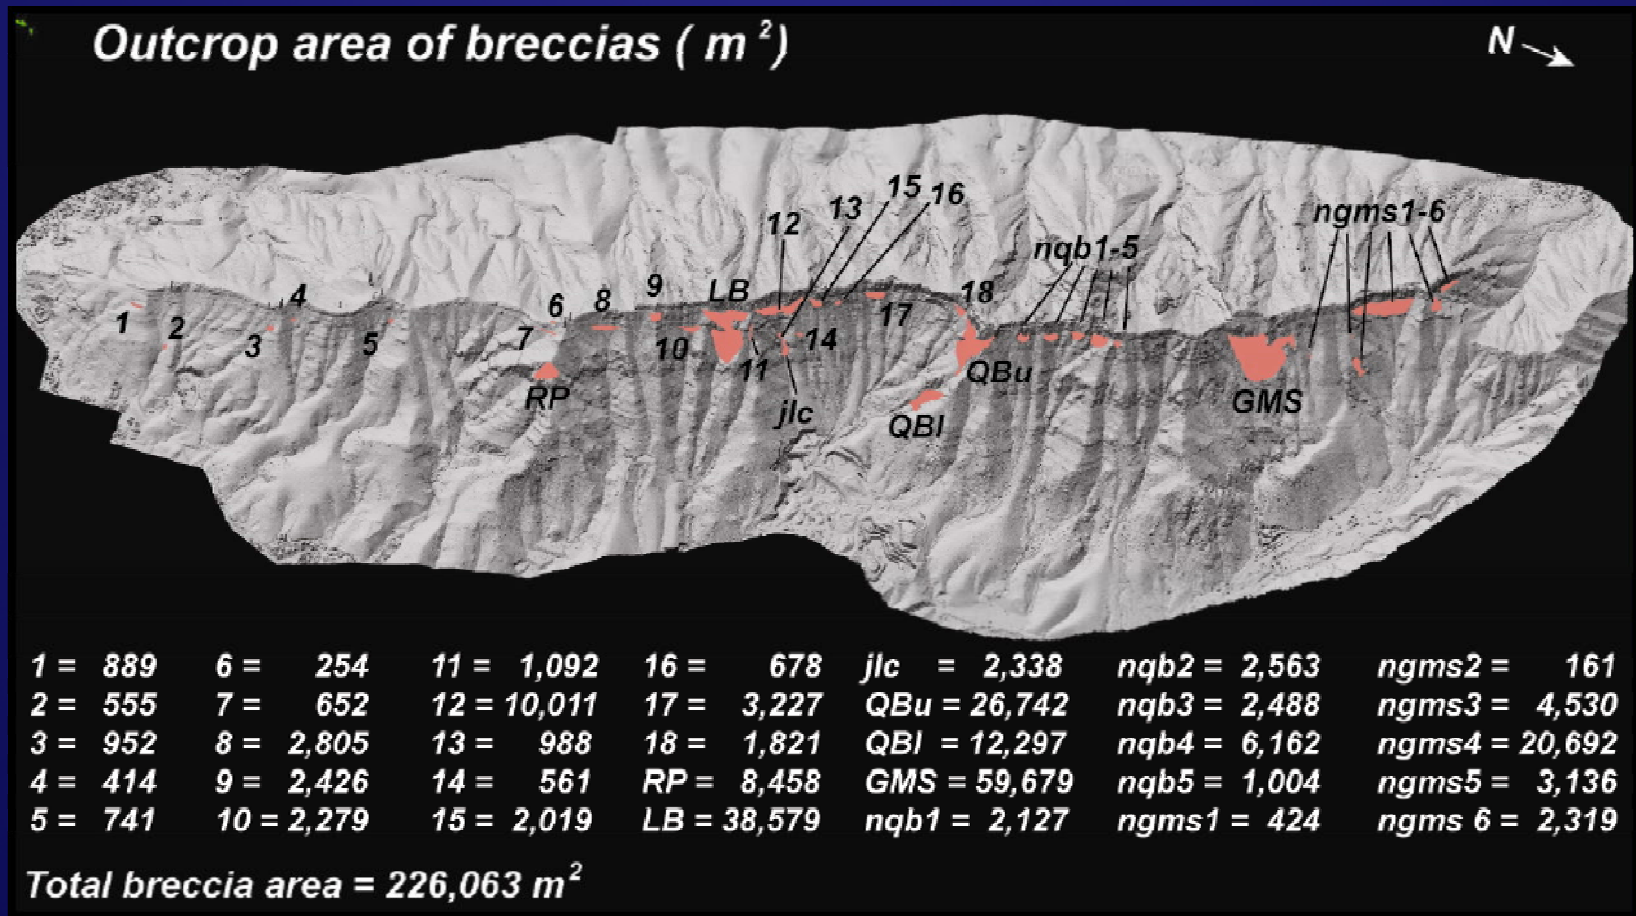 Outcrop area of breccias ( m 2)
N
15 16
13
12
ngms1-6
nqb1-5
4
9
LB
18
6
8
1
2
7
17
3
5
10
14
11
RP
QBu
jlc
GMS
QBl
1 = 889 6 = 254 11 = 1,092 16 = 678 jlc = 2,338 nqb2 = 2,563 ngms2 = 161
2 = 555 7 = 652 12 = 10,011 17 = 3,227 QBu = 26,742 nqb3 = 2,488 ngms3 = 4,530
3 = 952 8 = 2,805 13 = 988 18 = 1,821 QBl = 12,297 nqb4 = 6,162 ngms4 = 20,692
4 = 414 9 = 2,426 14 = 561 RP = 8,458 GMS = 59,679 nqb5 = 1,004 ngms5 = 3,136
5 = 741 10 = 2,279 15 = 2,019 LB = 38,579 nqb1 = 2,127 ngms1 = 424 ngms 6 = 2,319
Total breccia area = 226,063 m2